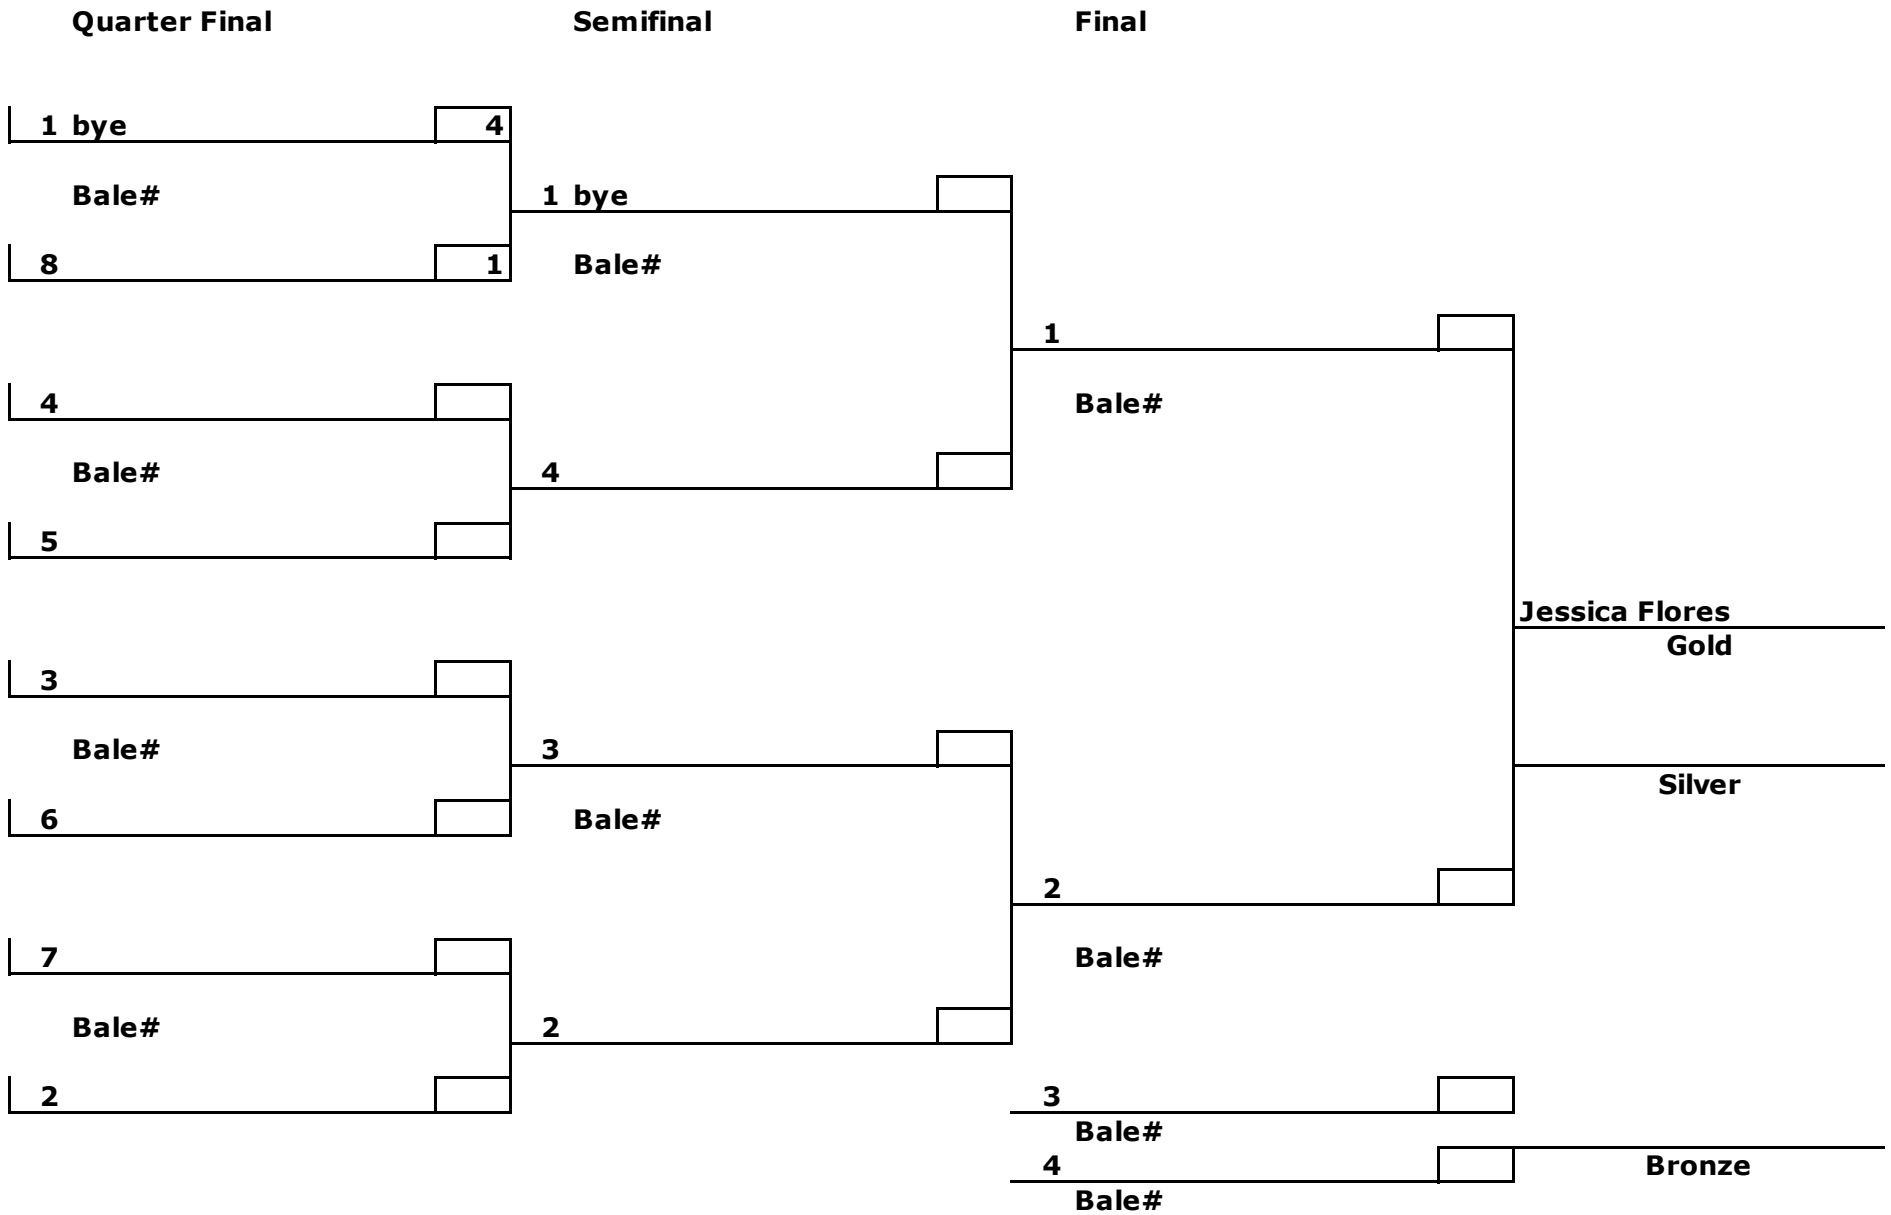 Quarter Final Semifinal Final
1 bye 4
Bale# 1 bye
8 1 Bale#
1
4 Bale#
Bale# 4
5
Jessica Flores
Gold
3
Bale# 3
Silver
6 Bale#
2
7 Bale#
Bale# 2
2 3
Bale#
4 Bronze
Bale#